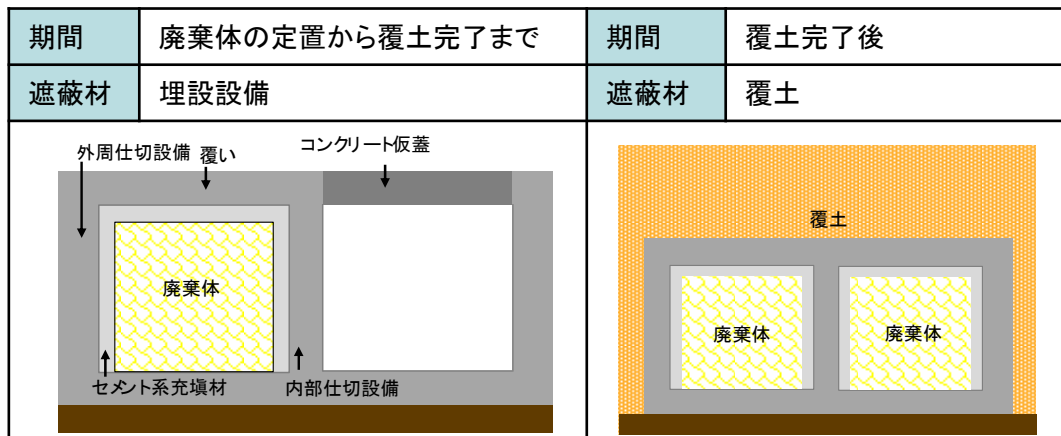 期間
廃棄体の定置から覆土完了まで
期間
覆土完了後
遮蔽材
埋設設備
遮蔽材
覆土
外周仕切設備
覆い
コンクリート仮蓋
廃棄体
セメント系充塡材
内部仕切設備
覆土
廃棄体
廃棄体